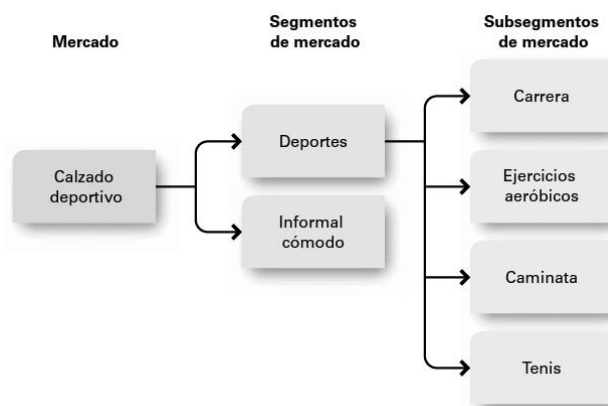 Mercado
Segmentos
de mercado
Subsegmentos
de mercado
Calzado
deportivo
Deportes
Informal
cómodo
Carrera
Ejercicios
aeróbicos
Caminata
Tenis